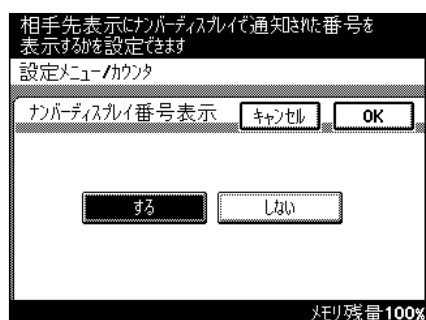 相手先表示にナンバーディスプレイで通知された番号を
表示するかを設定できます
設定メニュー/カウンタ
ナンバーディスプレイ番号表示 キャンセル OK
する しない
メモリ残量100%